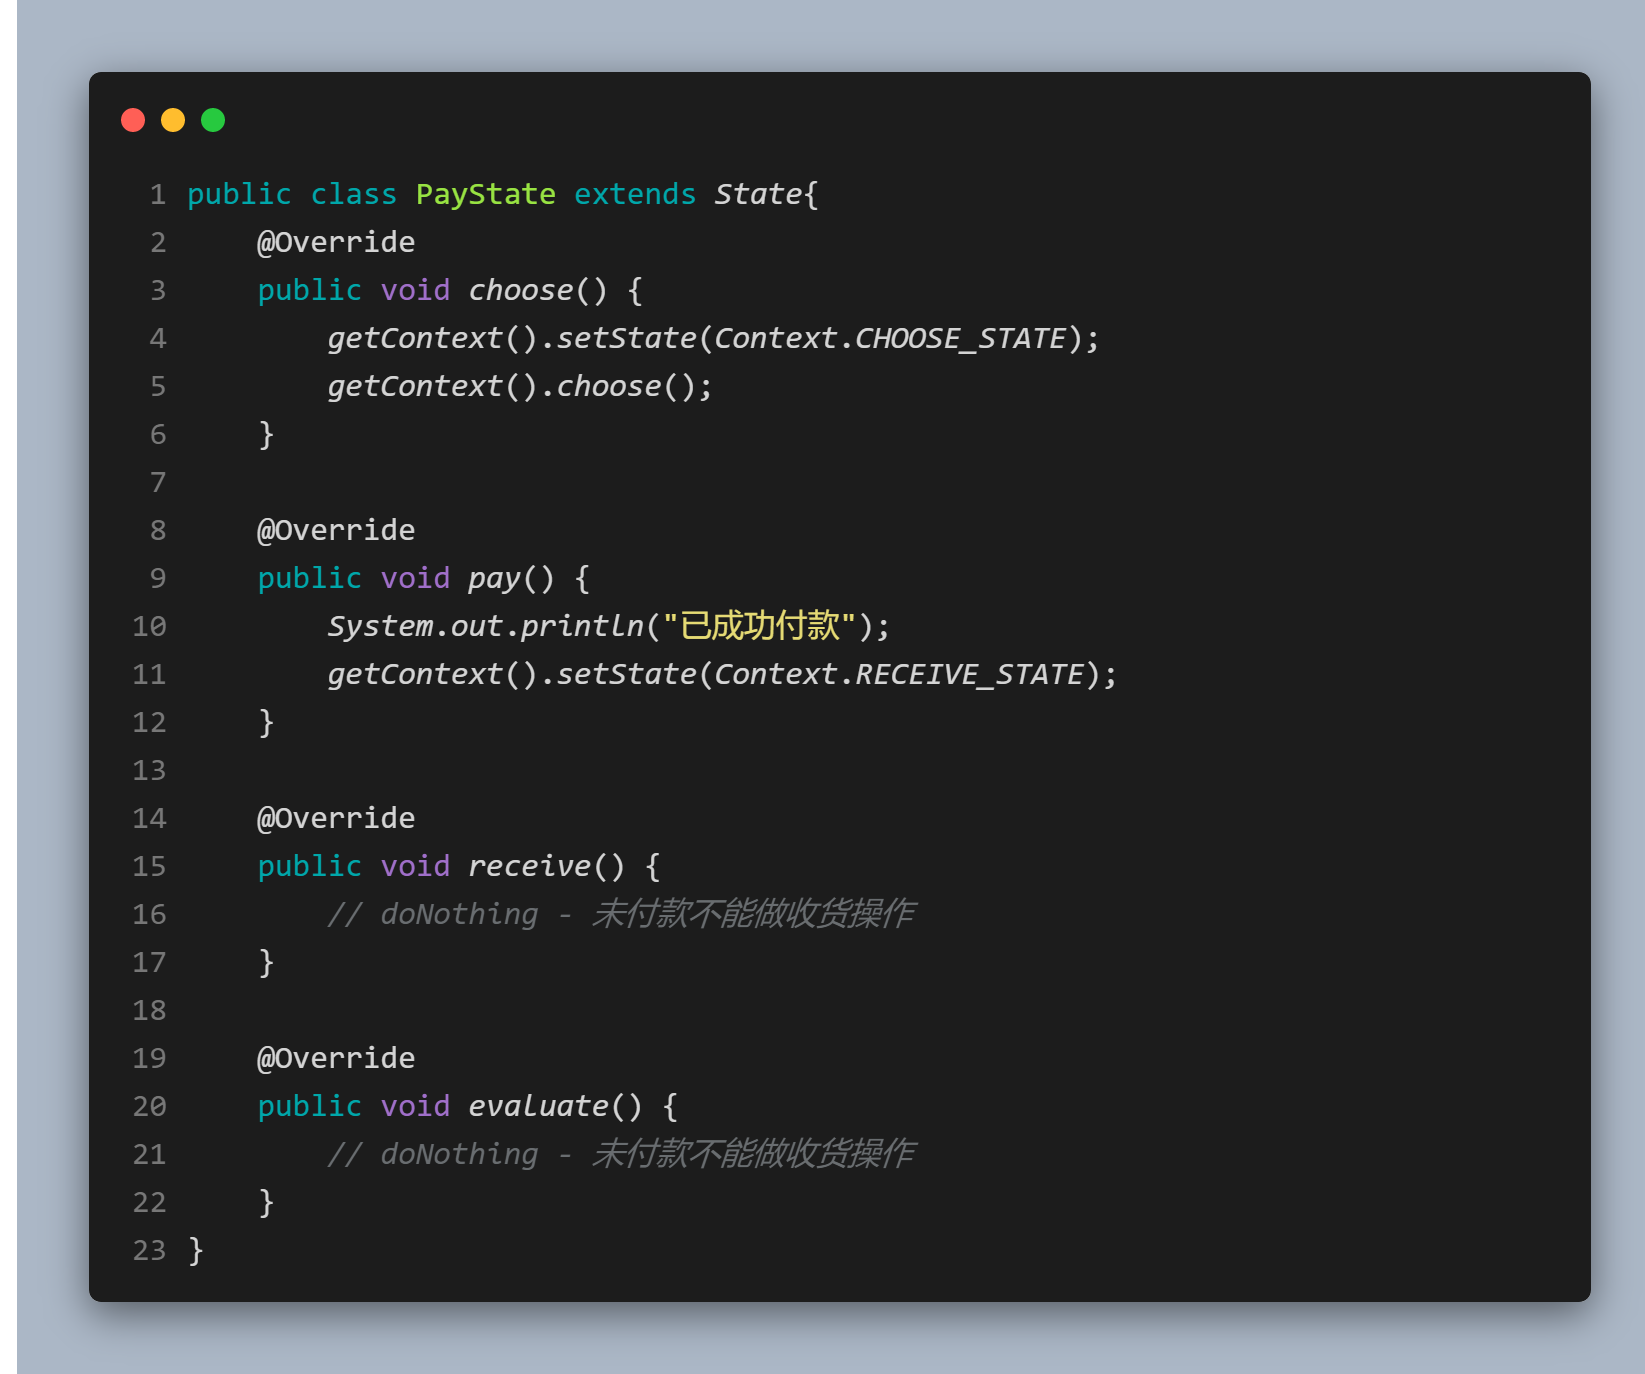 1 public class PayState extends State{
2     @Override
3     public void choose() {
4         getContext().setState(Context.CHOOSE_STATE);
5         getContext().choose();
6     }
7
8     @Override
9     public void pay() {
10         System.out.println("已成功付款");
11         getContext().setState(Context.RECEIVE_STATE);
12     }
13
14     @Override
15     public void receive() {
16         // doNothing - 未付款不能做收货操作
17     }
18
19     @Override
20     public void evaluate() {
21         // doNothing - 未付款不能做收货操作
22     }
23 }